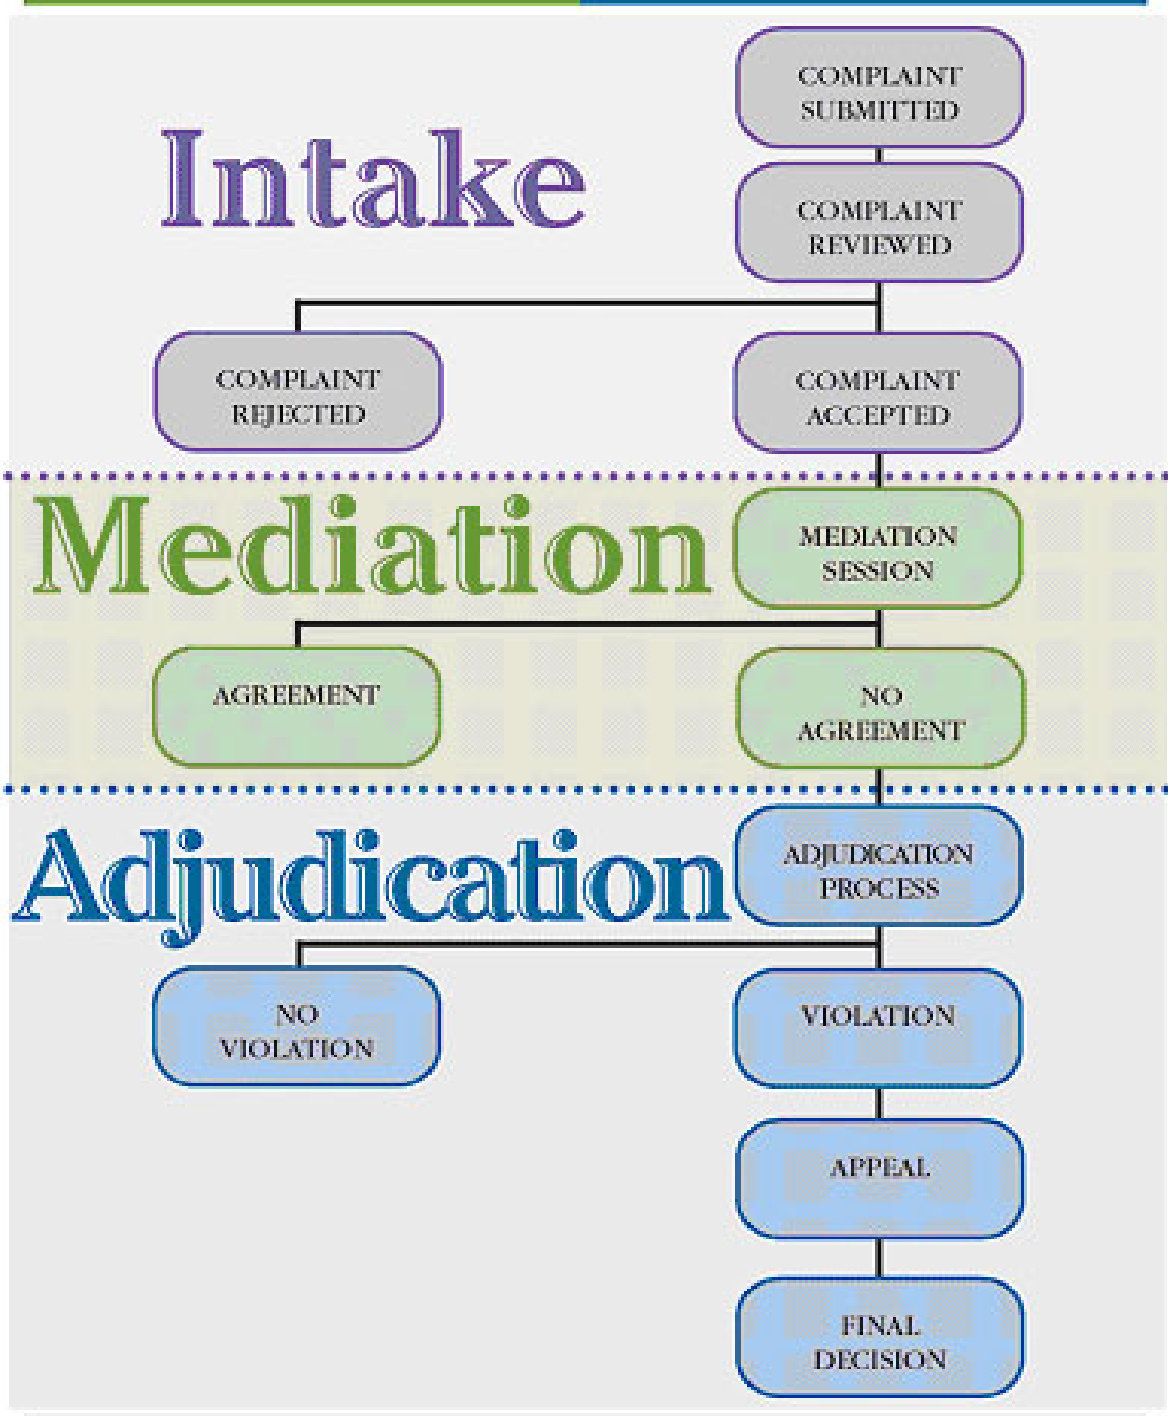 COMPLAINT
SUBMITTED
Intake
COMPLAINT
REVIEWED
COMPLAINT
REJECTED
COMPLAINT
ACCEPTED
Mediation
MEDIATION
SESSION
AGREEMENT
NO
AGREEMENT
Adjudication
ADJUDICATION
PROCESS
NO
VIOLATION
VIOLATION
APPEAL
FINAL
DECISION